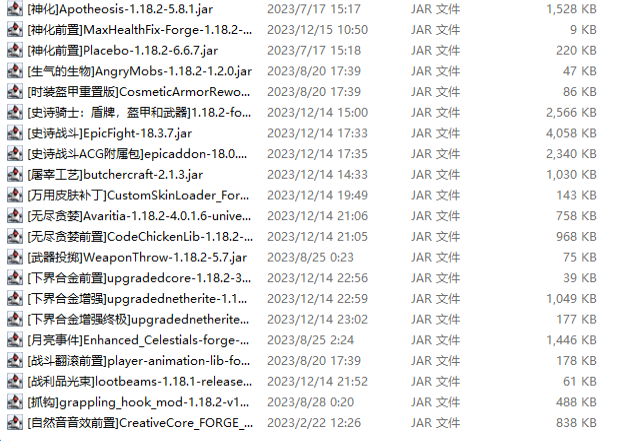 [神化]Apotheosis-1.18.2-5.8.1.jar 2023/7/17 15:17 JAR 文件 1,528 KB
[神化前置]MaxHealthFix-Forge-1.18.2-... 2023/12/15 10:50 JAR 文件 9 KB
[神化前置]Placebo-1.18.2-6.6.7.jar 2023/7/17 15:18 JAR 文件 220 KB
[生气的生物]AngryMobs-1.18.2-1.2.0.jar 2023/8/20 17:39 JAR 文件 47 KB
[时装盔甲重置版]CosmeticArmorRewo... 2023/8/20 17:39 JAR 文件 86 KB
[史诗骑士：盾牌，盔甲和武器]1.18.2-fo... 2023/12/14 15:00 JAR 文件 2,566 KB
[史诗战斗]EpicFight-18.3.7.jar 2023/12/14 17:33 JAR 文件 4,058 KB
[史诗战斗ACG附属包]epicaddon-18.0.... 2023/12/14 17:35 JAR 文件 2,340 KB
[屠宰工艺]butchercraft-2.1.3.jar 2023/12/14 14:33 JAR 文件 1,030 KB
[万用皮肤补丁]CustomSkinLoader_For... 2023/12/14 19:49 JAR 文件 143 KB
[无尽贪婪]Avaritia-1.18.2-4.0.1.6-unive... 2023/12/14 21:06 JAR 文件 758 KB
[无尽贪婪前置]CodeChickenLib-1.18.2-... 2023/12/14 21:05 JAR 文件 968 KB
[武器投掷]WeaponThrow-1.18.2-5.7.jar 2023/8/25 0:23 JAR 文件 75 KB
[下界合金前置]upgradedcore-1.18.2-3... 2023/12/14 22:56 JAR 文件 39 KB
[下界合金增强]upgradednetherite-1.1... 2023/12/14 22:59 JAR 文件 1,049 KB
[下界合金增强终极]upgradednetherite... 2023/12/14 23:02 JAR 文件 177 KB
[月亮事件]Enhanced_Celestials-forge-... 2023/8/25 2:24 JAR 文件 1,446 KB
[战斗翻滚前置]player-animation-lib-fo... 2023/8/20 17:39 JAR 文件 178 KB
[战利品光束]lootbeams-1.18.1-release... 2023/12/14 21:52 JAR 文件 61 KB
[抓钩]grappling_hook_mod-1.18.2-v1... 2023/8/28 0:20 JAR 文件 488 KB
[自然音音效前置]CreativeCore_FORGE_... 2023/2/22 12:26 JAR 文件 838 KB